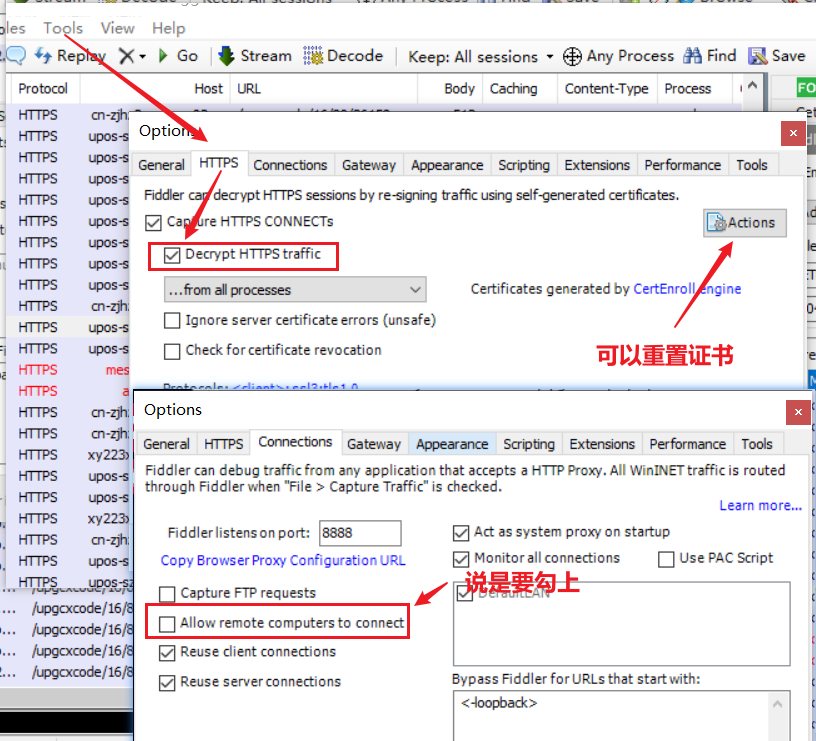 Tools View Help
Replay Go Stream Decode Keep: All sessions Any Process Find Save
Protocol Host URL Body Caching Content-Type Process
HTTPS cn-zjh
HTTPS upos-s
HTTPS upos-s
HTTPS upos-s
HTTPS upos-s
HTTPS upos-s
HTTPS upos-s
HTTPS upos-s
HTTPS upos-s
HTTPS cn-zjh
HTTPS upos-s
HTTPS upos-s
HTTPS mes
HTTPS a
HTTPS cn-zjh
HTTPS cn-zjh
HTTPS xy223
HTTPS upos-s
HTTPS upos-s
HTTPS xy223
HTTPS cn-zjh
HTTPS upos-s
HTTPS upos-sz
/upgcxcode/16/8
/upgcxcode/16/8
/upgcxcode/16/8
/upgcxcode/16/8
Options
General HTTPS Connections Gateway Appearance Scripting Extensions Performance Tools
Fiddler can decrypt HTTPS sessions by re-signing traffic using self-generated certificates.
Capture HTTPS CONNECTs
Actions
Decrypt HTTPS traffic
...from all processes
Certificates generated by CertEnroll engine
Ignore server certificate errors (unsafe)
Check for certificate revocation
可以重置证书
Protocols: <client>;ssl3;tls1.0
Options
General HTTPS Connections Gateway Appearance Scripting Extensions Performance Tools
Fiddler can debug traffic from any application that accepts a HTTP Proxy. All WinINET traffic is routed
through Fiddler when "File > Capture Traffic" is checked.
Learn more...
Fiddler listens on port: 8888
Act as system proxy on startup
Copy Browser Proxy Configuration URL
Monitor all connections Use PAC Script
说是要勾上
DefaultLAN
Capture FTP requests
Allow remote computers to connect
Reuse client connections
Reuse server connections
Bypass Fiddler for URLs that start with:
<-loopback>